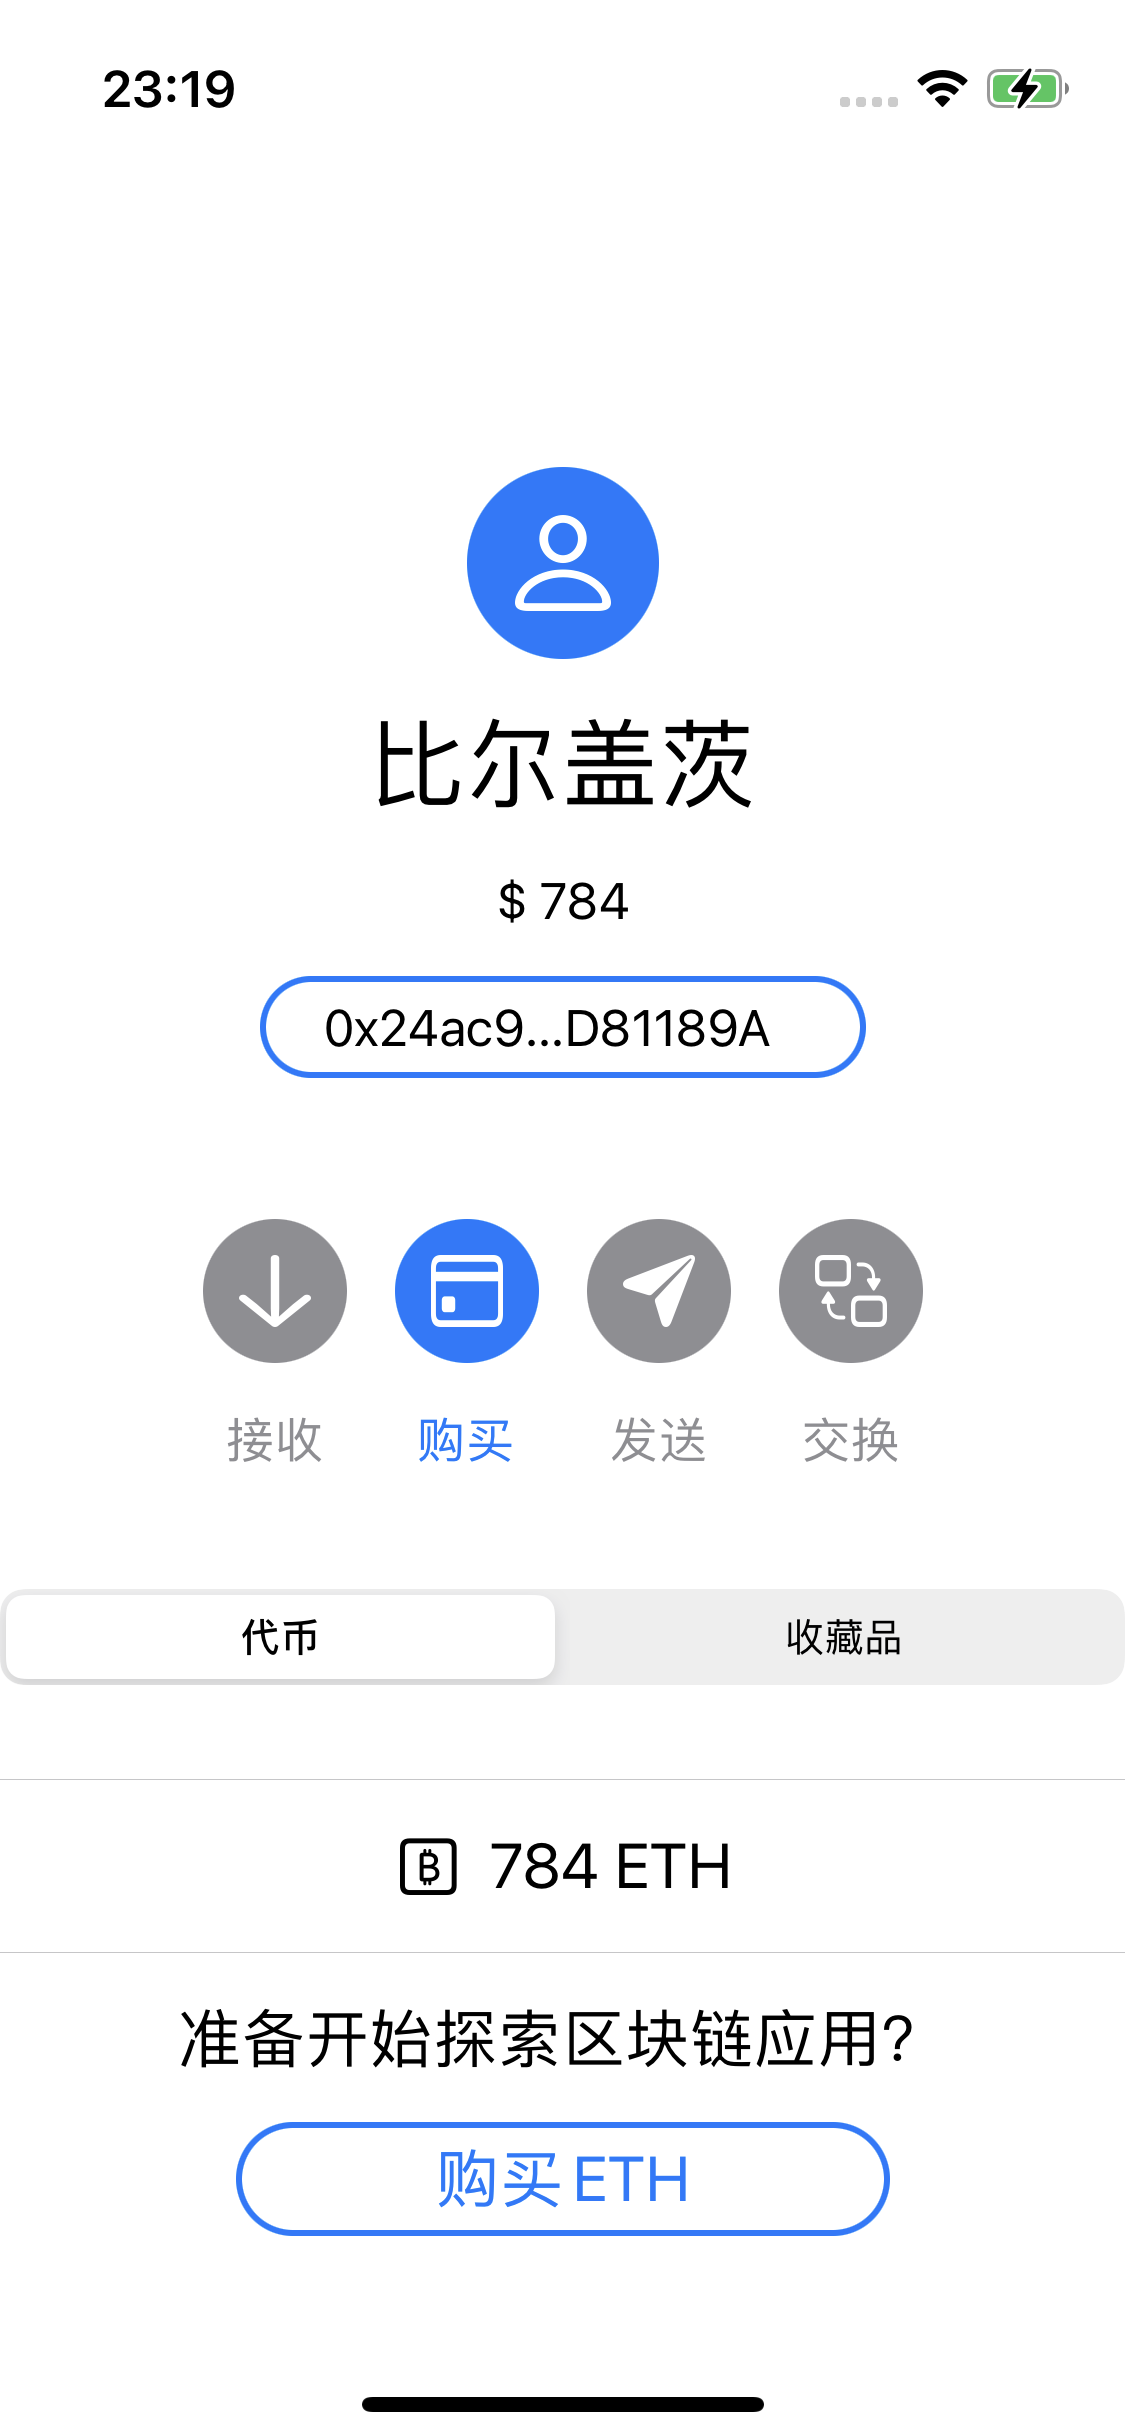 23:19
比尔盖茨
$ 784
0x24ac9...D81189A
接收 购买 发送 交换
代币 收藏品
784 ETH
准备开始探索区块链应用?
购买 ETH